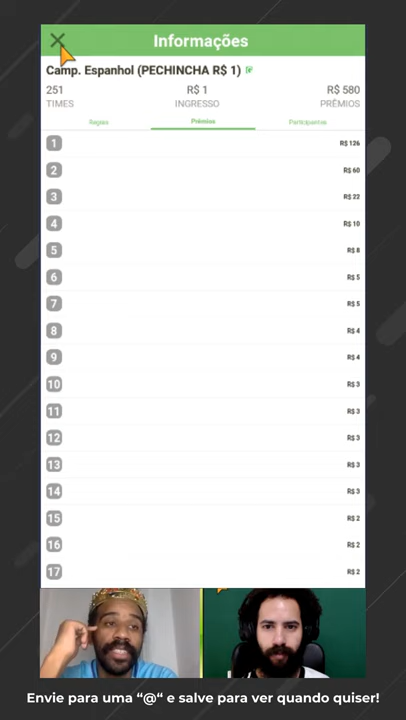 Informações
Camp. Espanhol (PECHINCHA R$ 1)
251 R$ 1 R$ 580
TIMES INGRESSO PRÊMIOS
Regras Prêmios Participantes
1 R$ 126
2 R$ 60
3 R$ 22
4 R$ 10
5 R$ 8
6 R$ 5
7 R$ 5
8 R$ 4
9 R$ 4
10 R$ 3
11 R$ 3
12 R$ 3
13 R$ 3
14 R$ 3
15 R$ 2
16 R$ 2
17 R$ 2
Envie para uma “@“ e salve para ver quando quiser!